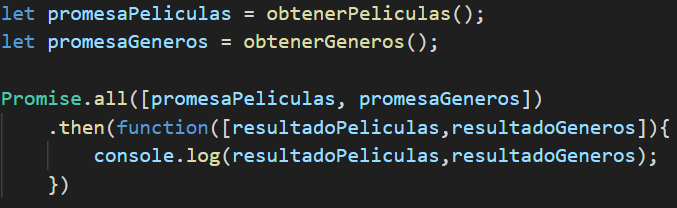 let promesaPeliculas = obtenerPeliculas();
let promesaGeneros = obtenerGeneros();

Promise.all([promesaPeliculas, promesaGeneros])
    .then(function([resultadoPeliculas,resultadoGeneros]){
        console.log(resultadoPeliculas,resultadoGeneros);
    })